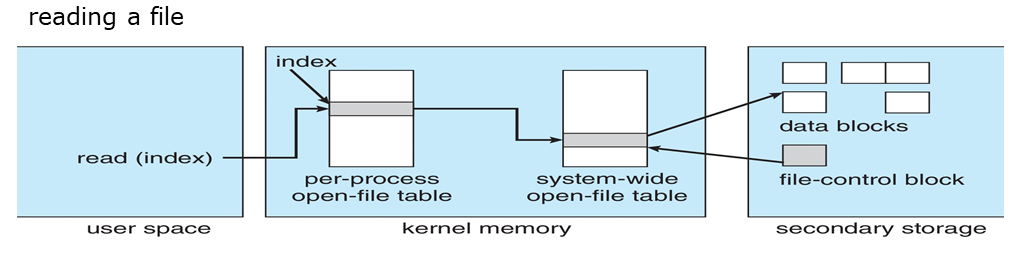 reading a file
index
read (index)
per-process
open-file table
system-wide
open-file table
data blocks
file-control block
user space
kernel memory
secondary storage